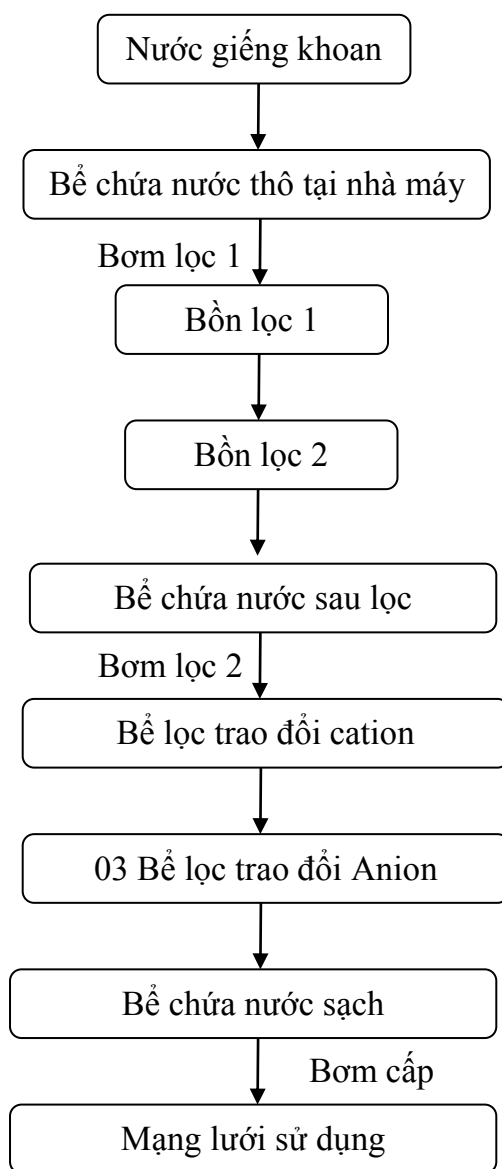 Nước giếng khoan
Bể chứa nước thô tại nhà máy
Bơm lọc 1
Bồn lọc 1
Bồn lọc 2
Bể chứa nước sau lọc
Bơm lọc 2
Bể lọc trao đổi cation
03 Bể lọc trao đổi Anion
Bể chứa nước sạch
Bơm cấp
Mạng lưới sử dụng